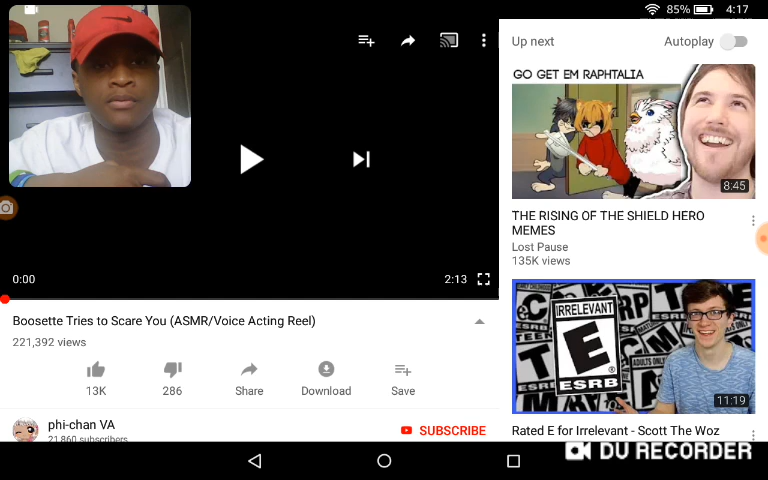 85% 4:17
Up next
Autoplay
GO GET EM RAPHTALIA
8:45
THE RISING OF THE SHIELD HERO
MEMES
Lost Pause
135K views
0:00
2:13
Boosette Tries to Scare You (ASMR/Voice Acting Reel)
221,392 views
13K
286
Share
Download
Save
phi-chan VA
21,860 subscribers
SUBSCRIBE
IRRELEVANT
E
ESRB
11:19
Rated E for Irrelevant - Scott The Woz
DU RECORDER